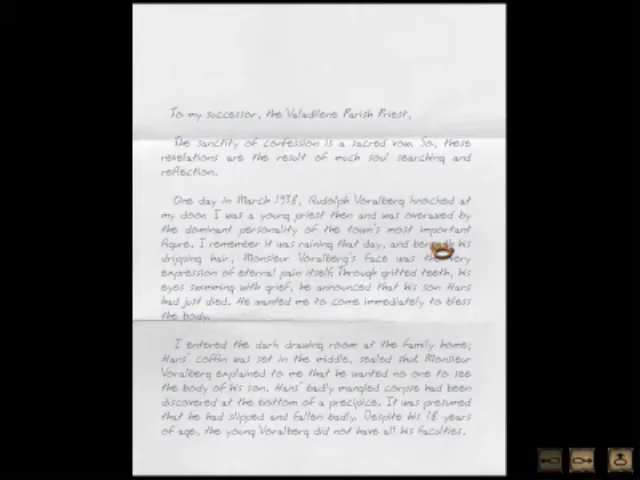 To my successor, the Valadilene Parish Priest,
The sanctity of confession is a sacred vow. So, these
revelations are the result of much soul searching and
reflection.
One day in March 1938, Rudolph Voralberg knocked at
my door. I was a young priest then and was overawed by
the dominant personality of the town's most important
figure. I remember it was raining that day, and beneath his
dripping hair, Monsieur Voralberg's face was the very
expression of eternal pain itself. Through gritted teeth, his
eyes swimming with grief, he announced that his son Hans
had just died. He wanted me to come immediately to bless
the body.
I entered the dark drawing room at the family home;
Hans' coffin was set in the middle, sealed shut. Monsieur
Voralberg explained to me that he wanted no one to see
the body of his son. Hans' badly mangled corpse had been
discovered at the bottom of a precipice. It was presumed
that he had slipped and fallen badly. Despite his 18 years
of age, the young Voralberg did not have all his faculties.